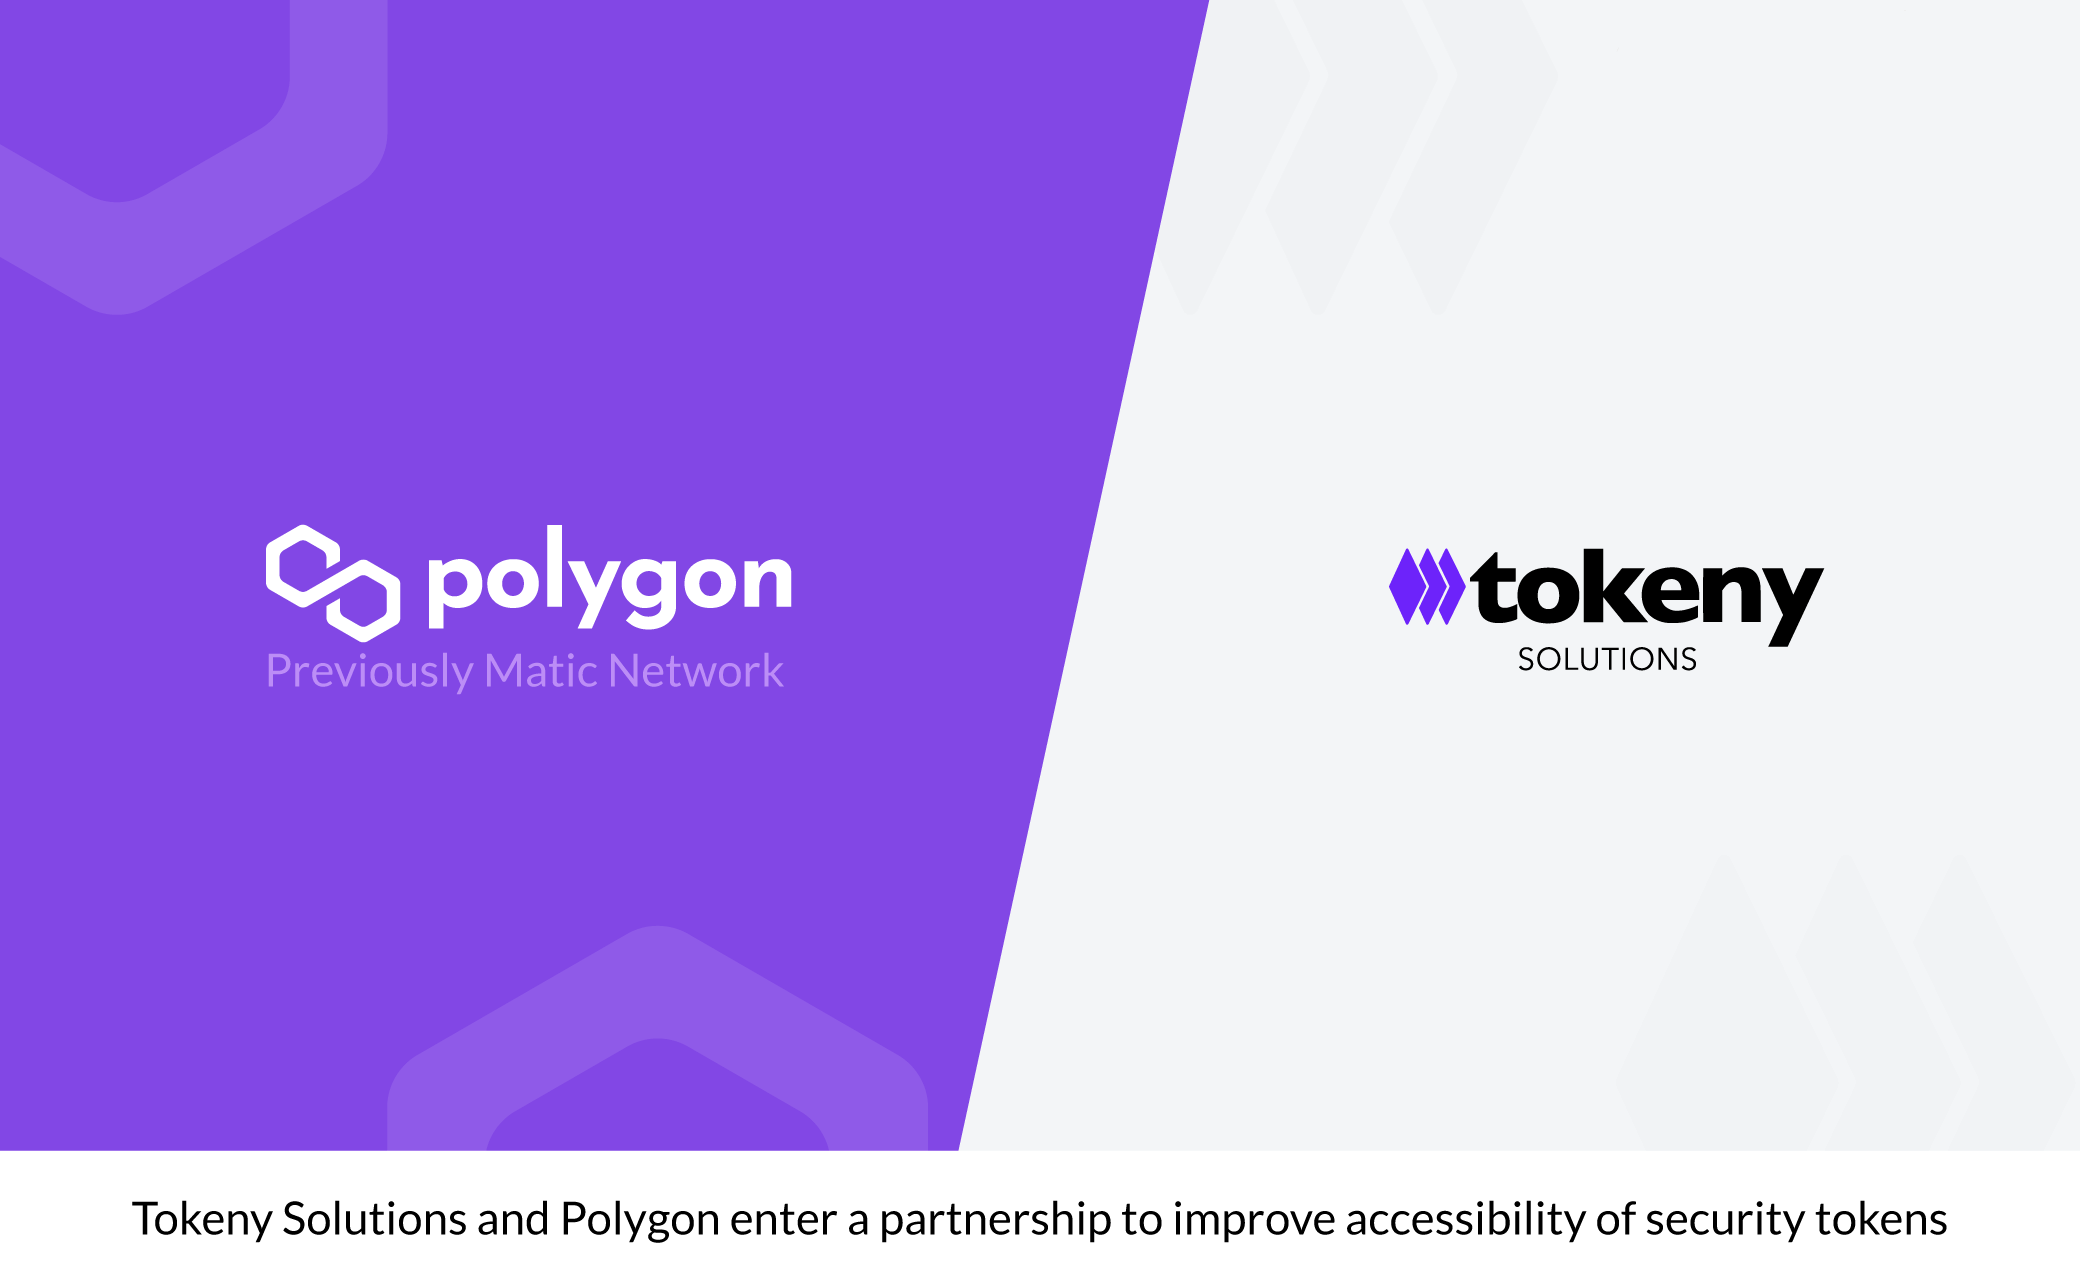 polygon
Previously Matic Network
tokeny
SOLUTIONS
Tokeny Solutions and Polygon enter a partnership to improve accessibility of security tokens